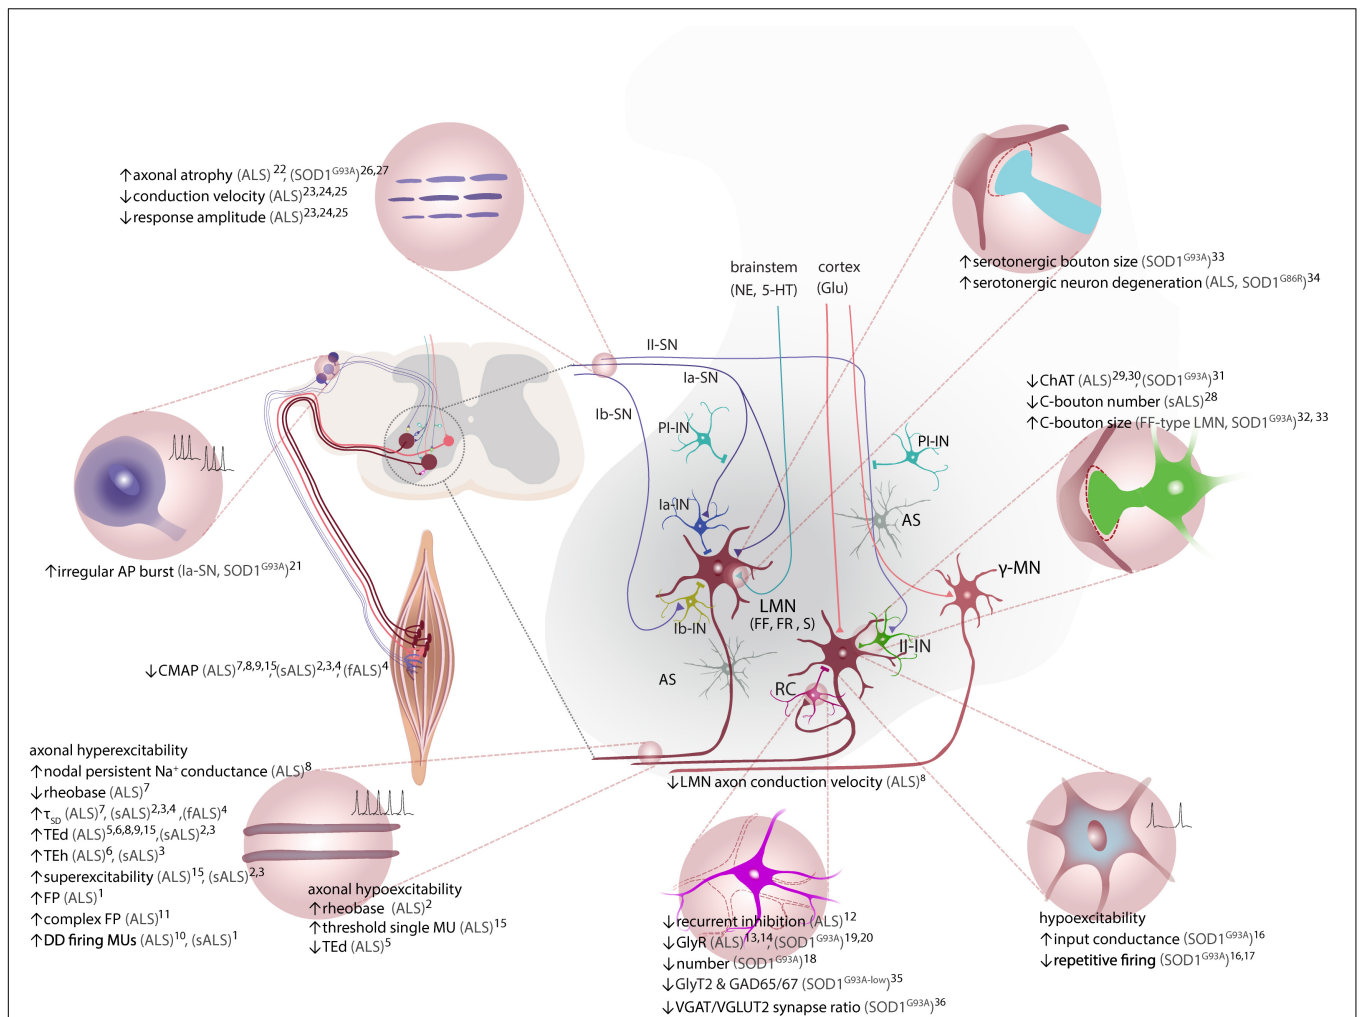 ↑axonal atrophy (ALS)22, (SOD1G93A)26,27
↓conduction velocity (ALS)23,24,25
↓response amplitude (ALS)23,24,25
↑serotonergic bouton size (SOD1G93A)33
↑serotonergic neuron degeneration (ALS, SOD1G86R)34
brainstem
(NE, 5-HT)
cortex
(Glu)
II-SN
Ia-SN
Ib-SN
PI-IN
PI-IN
Ia-IN
AS
γ-MN
LMN
(FF, FR , S)
Ib-IN
II-IN
AS
RC
↓ChAT (ALS)29,30,(SOD1G93A)31
↓C-bouton number (sALS)28
↑C-bouton size (FF-type LMN, SOD1G93A)32, 33
↑irregular AP burst (Ia-SN, SOD1G93A)21
↓CMAP (ALS)7,8,9,15,(sALS)2,3,4, (fALS)4
↓LMN axon conduction velocity (ALS)8
axonal hyperexcitability
↑nodal persistent Na+ conductance (ALS)8
↓rheobase (ALS)7
↑τSD (ALS)7, (sALS)2,3,4 ,(fALS)4
↑TEd (ALS)5,6,8,9,15,(sALS)2,3
↑TEh (ALS)6, (sALS)3
↑superexcitability (ALS)15, (sALS)2,3
↑FP (ALS)1
↑complex FP (ALS)11
↑DD firing MUs (ALS)10, (sALS)1
axonal hypoexcitability
↑rheobase (ALS)2
↑threshold single MU (ALS)15
↓TEd (ALS)5
↓recurrent inhibition (ALS)12
↓GlyR (ALS)13,14,(SOD1G93A)19,20
↓number (SOD1G93A)18
↓GlyT2 & GAD65/67 (SOD1G93A-low)35
↓VGAT/VGLUT2 synapse ratio (SOD1G93A)36
hypoexcitability
↑input conductance (SOD1G93A)16
↓repetitive firing (SOD1G93A)16,17